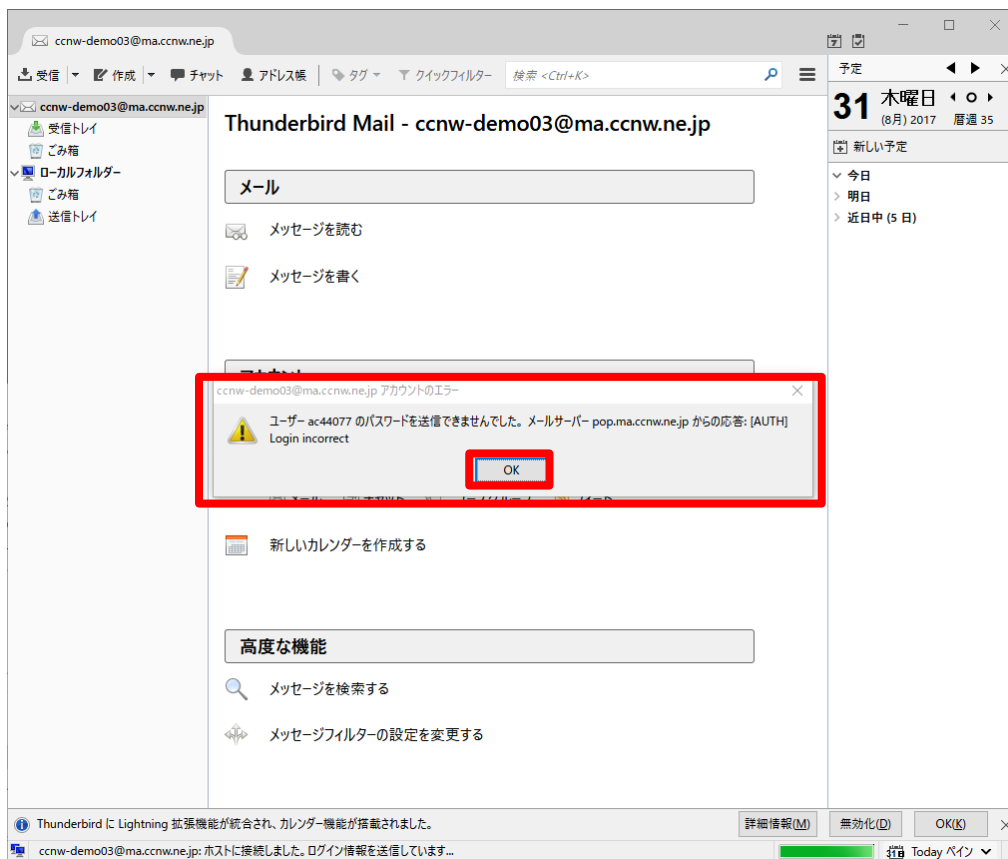 ccnw-demo03@ma.ccnw.ne.jp
受信 作成 チャット アドレス帳 タグ クイックフィルター 検索 <Ctrl+K>
ccnw-demo03@ma.ccnw.ne.jp
受信トレイ
ごみ箱
ローカルフォルダー
ごみ箱
送信トレイ
Thunderbird Mail - ccnw-demo03@ma.ccnw.ne.jp
メール
メッセージを読む
メッセージを書く
ccnw-demo03@ma.ccnw.ne.jp アカウントのエラー
ユーザー ac44077 のパスワードを送信できませんでした。メールサーバー pop.ma.ccnw.ne.jp からの応答: [AUTH]
Login incorrect
OK
新しいカレンダーを作成する
高度な機能
メッセージを検索する
メッセージフィルターの設定を変更する
予定
31 木曜日
(8月) 2017 暦週 35
新しい予定
今日
明日
近日中 (5 日)
Thunderbird に Lightning 拡張機能が統合され、カレンダー機能が搭載されました。 詳細情報(M) 無効化(D) OK(K)
ccnw-demo03@ma.ccnw.ne.jp: ホストに接続しました。ログイン情報を送信しています... 31 Today ペイン